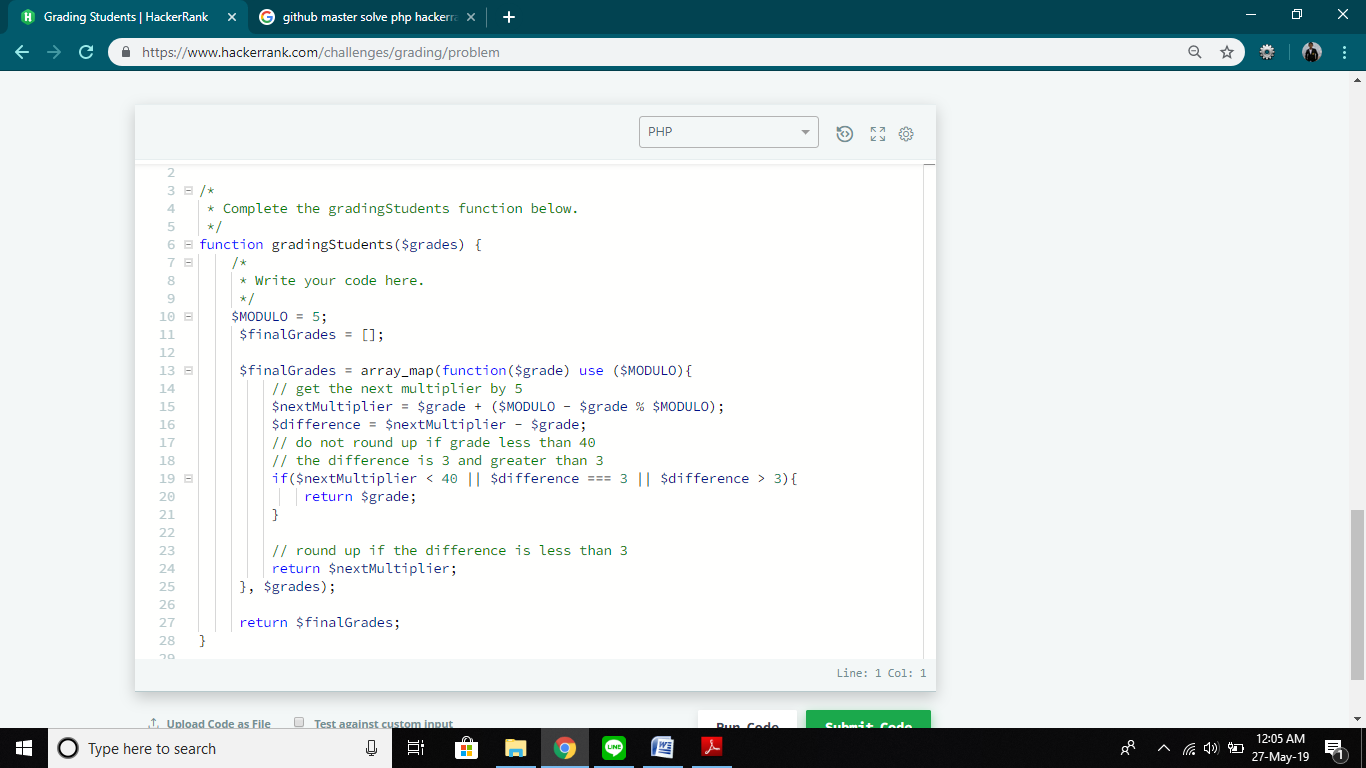 Grading Students | HackerRank
github master solve php hackerra
https://www.hackerrank.com/challenges/grading/problem
PHP
2
3 /*
4 * Complete the gradingStudents function below.
5 */
6 function gradingStudents($grades) {
7 /*
8 * Write your code here.
9 */
10 $MODULO = 5;
11 $finalGrades = [];
12
13 $finalGrades = array_map(function($grade) use ($MODULO){
14 // get the next multiplier by 5
15 $nextMultiplier = $grade + ($MODULO - $grade % $MODULO);
16 $difference = $nextMultiplier - $grade;
17 // do not round up if grade less than 40
18 // the difference is 3 and greater than 3
19 if($nextMultiplier < 40 || $difference === 3 || $difference > 3){
20 return $grade;
21 }
22
23 // round up if the difference is less than 3
24 return $nextMultiplier;
25 }, $grades);
26
27 return $finalGrades;
28 }
29
Line: 1 Col: 1
Upload Code as File Test against custom input Run Code Submit Code
Type here to search
LINE
12:05 AM
27-May-19
1